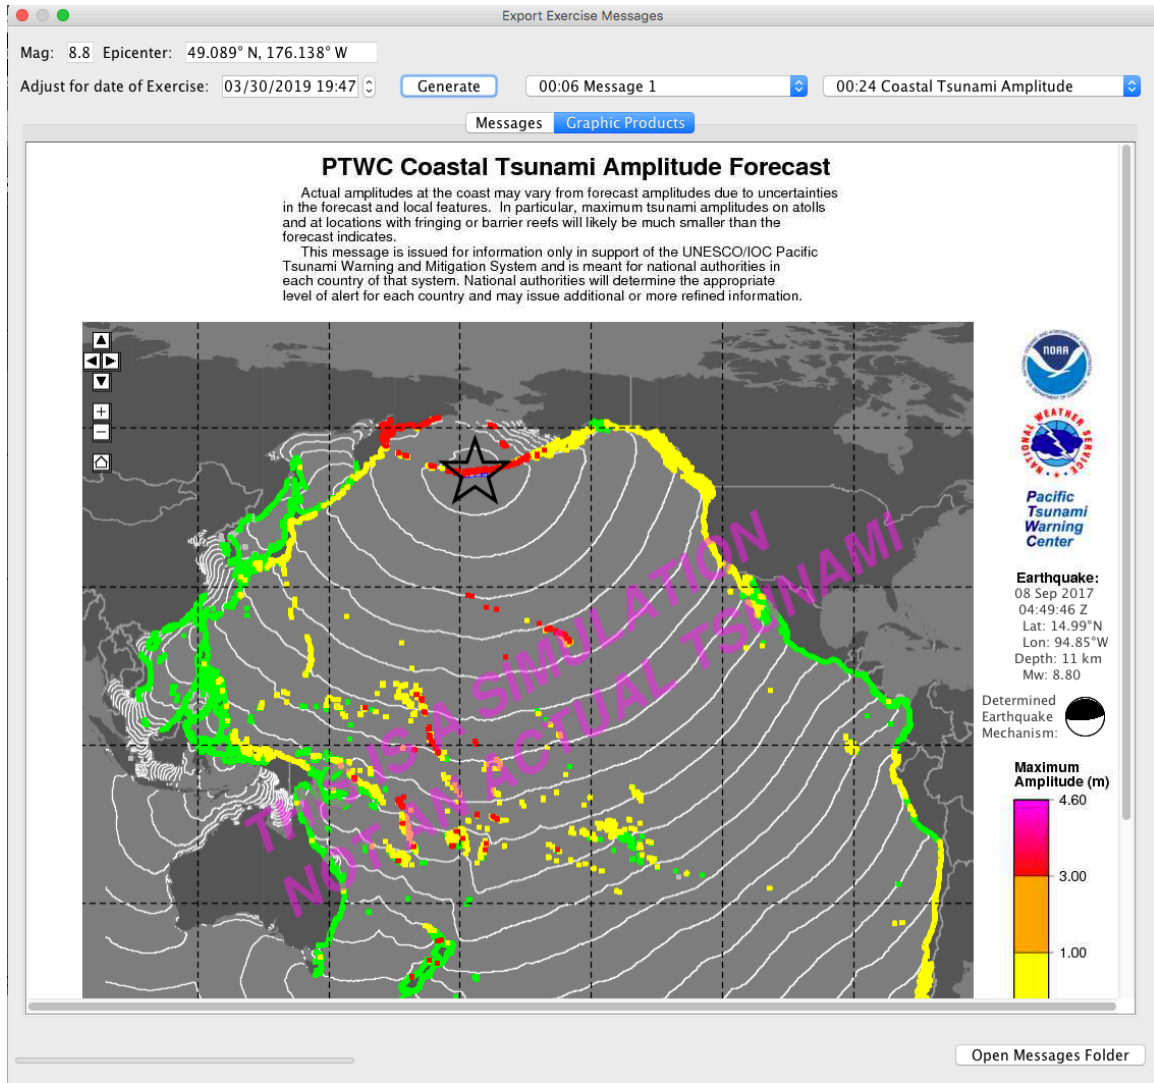 Export Exercise Messages
Mag: 8.8 Epicenter: 49.089° N, 176.138° W
Adjust for date of Exercise: 03/30/2019 19:47 Generate 00:06 Message 1 00:24 Coastal Tsunami Amplitude
Messages Graphic Products
PTWC Coastal Tsunami Amplitude Forecast
Actual amplitudes at the coast may vary from forecast amplitudes due to uncertainties
in the forecast and local features. In particular, maximum tsunami amplitudes on atolls
and at locations with fringing or barrier reefs will likely be much smaller than the
forecast indicates.
This message is issued for information only in support of the UNESCO/IOC Pacific
Tsunami Warning and Mitigation System and is meant for national authorities in
each country of that system. National authorities will determine the appropriate
level of alert for each country and may issue additional or more refined information.
THIS IS A SIMULATION
NOT AN ACTUAL TSUNAMI
NOAA
NATIONAL WEATHER SERVICE
Pacific
Tsunami
Warning
Center
Earthquake:
08 Sep 2017
04:49:46 Z
Lat: 14.99°N
Lon: 94.85°W
Depth: 11 km
Mw: 8.80
Determined
Earthquake
Mechanism:
Maximum
Amplitude (m)
4.60
3.00
1.00
Open Messages Folder